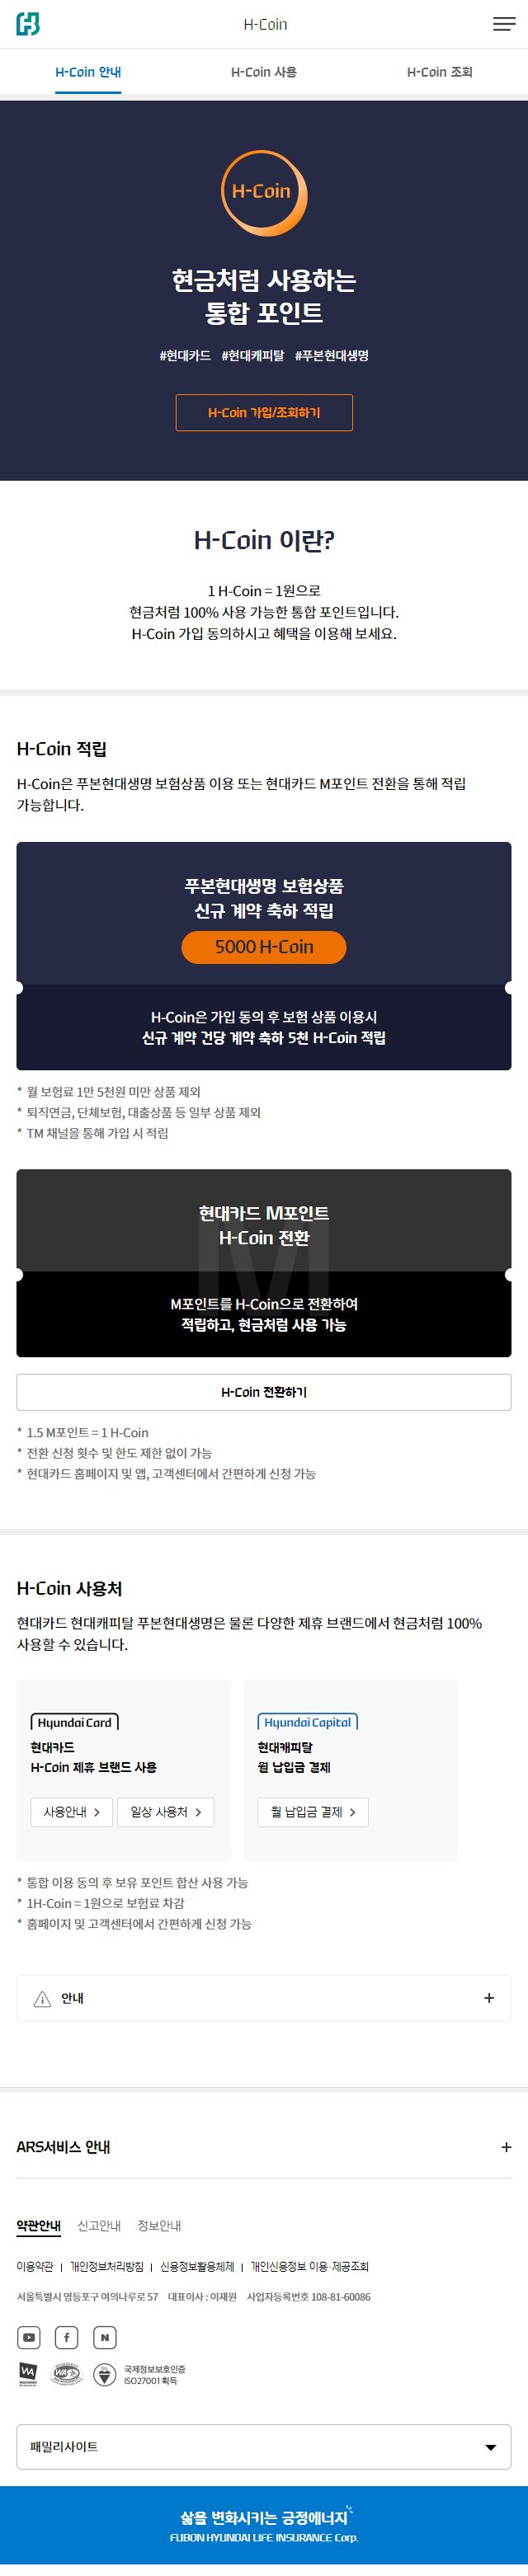 H-Coin
H-Coin 안내
H-Coin 사용
H-Coin 조회
H-Coin
현금처럼 사용하는
통합 포인트
#현대카드 #현대캐피탈 #푸본현대생명
H-Coin 가입/조회하기
H-Coin 이란?
1 H-Coin = 1원으로
현금처럼 100% 사용 가능한 통합 포인트입니다.
H-Coin 가입 동의하시고 혜택을 이용해 보세요.
H-Coin 적립
H-Coin은 푸본현대생명 보험상품 이용 또는 현대카드 M포인트 전환을 통해 적립
가능합니다.
푸본현대생명 보험상품
신규 계약 축하 적립
5000 H-Coin
H-Coin은 가입 동의 후 보험 상품 이용시
신규 계약 건당 계약 축하 5천 H-Coin 적립
* 월 보험료 1만 5천원 미만 상품 제외
* 퇴직연금, 단체보험, 대출상품 등 일부 상품 제외
* TM 채널을 통해 가입 시 적립
M
현대카드 M포인트
H-Coin 전환
M포인트를 H-Coin으로 전환하여
적립하고, 현금처럼 사용 가능
H-Coin 전환하기
* 1.5 M포인트 = 1 H-Coin
* 전환 신청 횟수 및 한도 제한 없이 가능
* 현대카드 홈페이지 및 앱, 고객센터에서 간편하게 신청 가능
H-Coin 사용처
현대카드 현대캐피탈 푸본현대생명은 물론 다양한 제휴 브랜드에서 현금처럼 100%
사용할 수 있습니다.
Hyundai Card
현대카드
H-Coin 제휴 브랜드 사용
사용안내
일상 사용처
Hyundai Capital
현대캐피탈
월 납입금 결제
월 납입금 결제
* 통합 이용 동의 후 보유 포인트 합산 사용 가능
* 1H-Coin = 1원으로 보험료 차감
* 홈페이지 및 고객센터에서 간편하게 신청 가능
안내
ARS서비스 안내
약관안내
신고안내
정보안내
이용약관
개인정보처리방침
신용정보활용체제
개인신용정보 이용·제공조회
서울특별시 영등포구 여의나루로 57 대표이사 : 이재원 사업자등록번호 108-81-60086
국제정보보호인증
ISO27001 획득
패밀리사이트
삶을 변화시키는 긍정에너지
FUBON HYUNDAI LIFE INSURANCE Corp.